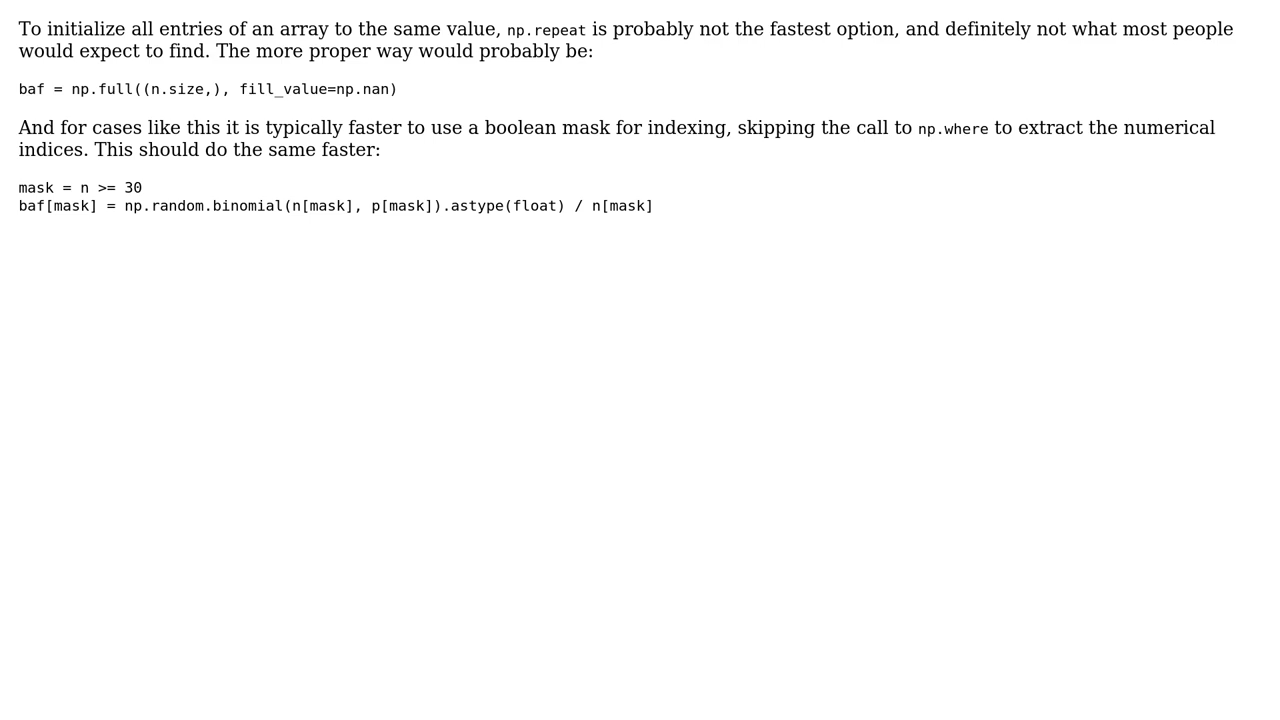 To initialize all entries of an array to the same value, np.repeat is probably not the fastest option, and definitely not what most people
would expect to find. The more proper way would probably be:
baf = np.full((n.size,), fill_value=np.nan)
And for cases like this it is typically faster to use a boolean mask for indexing, skipping the call to np.where to extract the numerical
indices. This should do the same faster:
mask = n >= 30
baf[mask] = np.random.binomial(n[mask], p[mask]).astype(float) / n[mask]